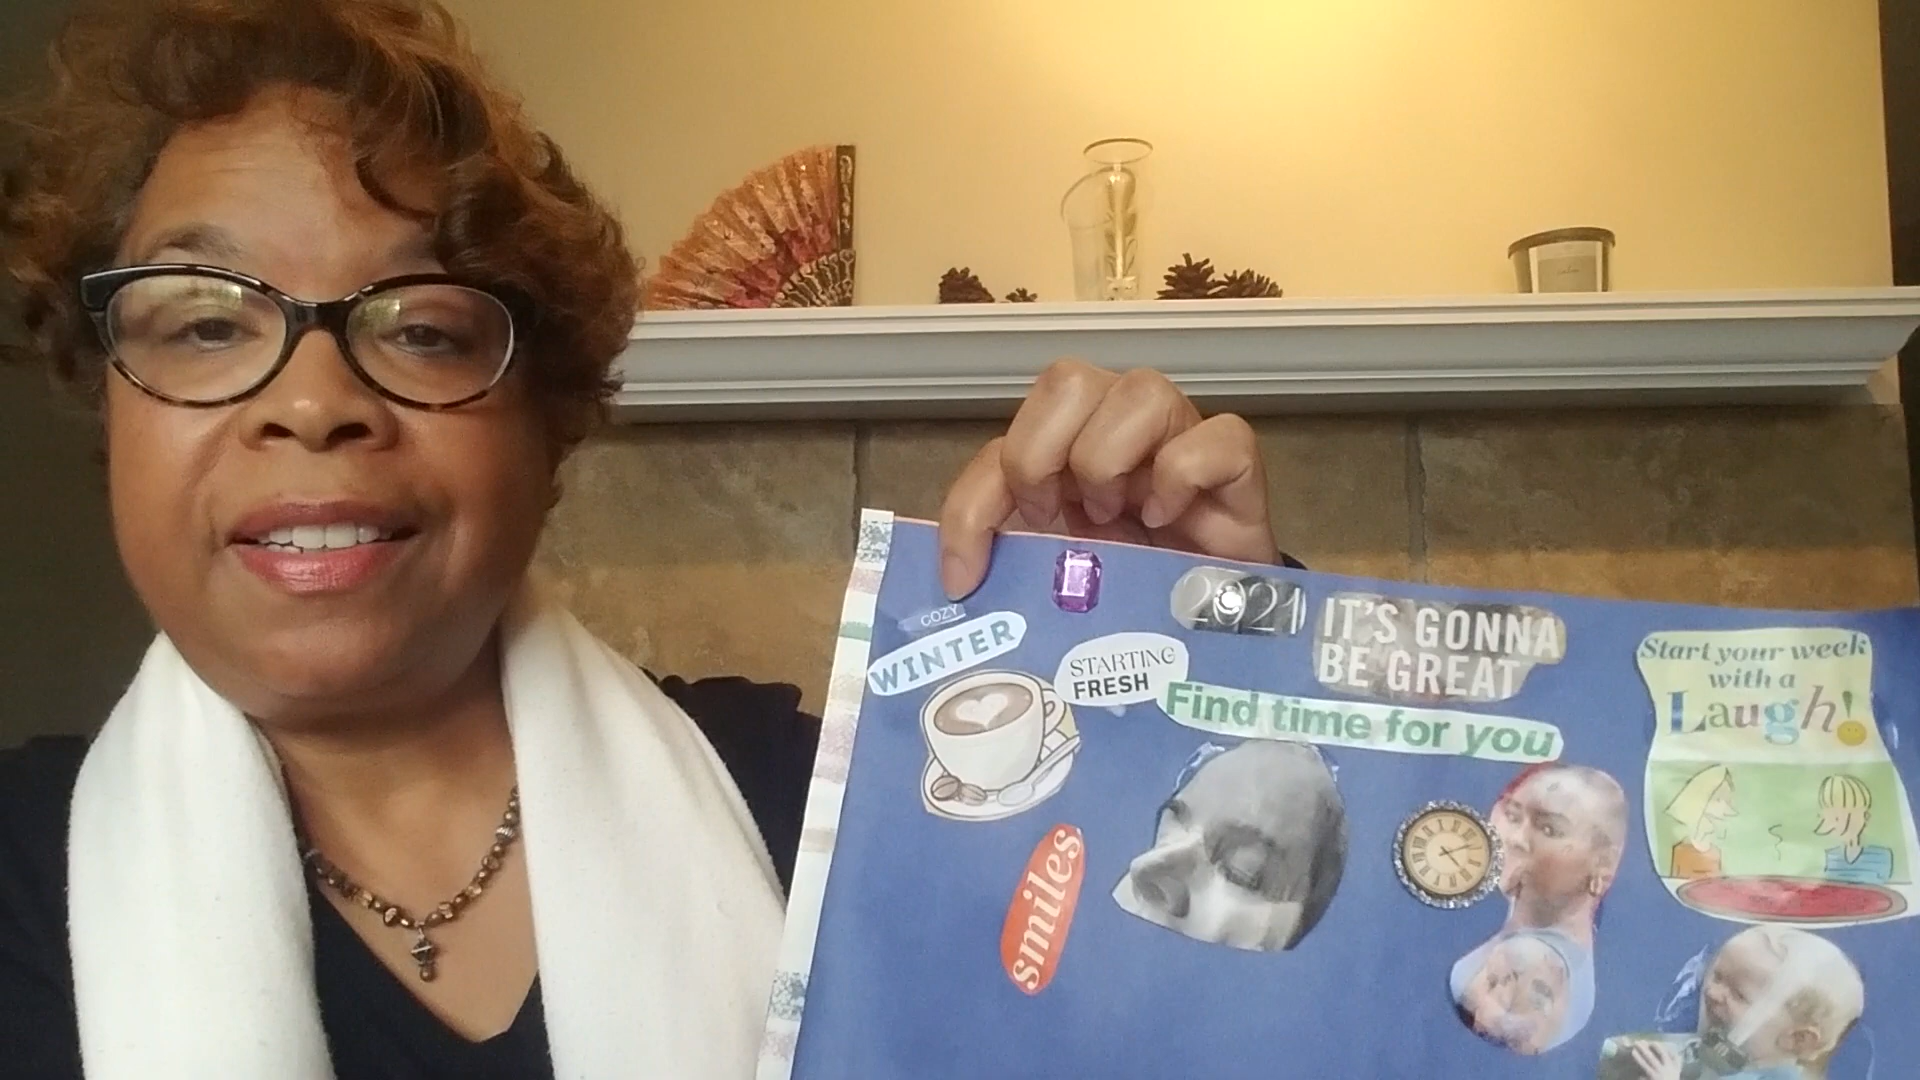 COZY
WINTER
STARTING
FRESH
2021
IT'S GONNA
BE GREAT
Find time for you
Start your week
with a
Laugh!
smiles